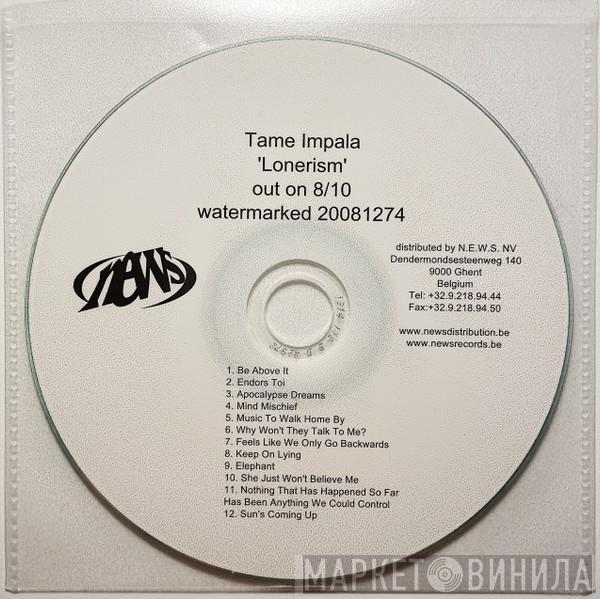 Tame Impala
'Lonerism'
out on 8/10
watermarked 20081274
news
distributed by N.E.W.S. NV
Dendermondsesteenweg 140
9000 Ghent
Belgium
Tel: +32.9.218.94.44
Fax:+32.9.218.94.50
www.newsdistribution.be
www.newsrecords.be
1. Be Above It
2. Endors Toi
3. Apocalypse Dreams
4. Mind Mischief
5. Music To Walk Home By
6. Why Won't They Talk To Me?
7. Feels Like We Only Go Backwards
8. Keep On Lying
9. Elephant
10. She Just Won't Believe Me
11. Nothing That Has Happened So Far
Has Been Anything We Could Control
12. Sun's Coming Up
МАРКЕТ ВИНИЛА